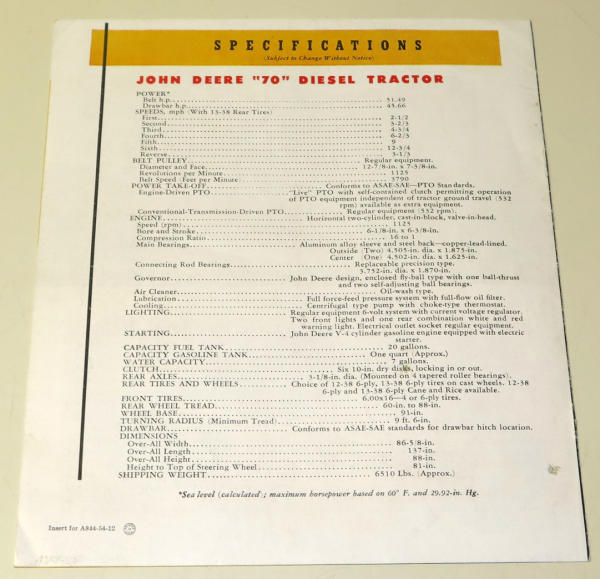 SPECIFICATIONS
(Subject to Change Without Notice)
JOHN DEERE "70" DIESEL TRACTOR
POWER*
Belt h.p. 51.49
Drawbar h.p. 45.66
SPEEDS, mph (With 13-38 Rear Tires)
First 2-1/2
Second 3-2/3
Third 4-3/4
Fourth 6-2/3
Fifth 9
Sixth 12-3/4
Reverse 3-1/3
BELT PULLEY Regular equipment.
Diameter and Face 12-7/8-in. x 7-3/8-in.
Revolutions per Minute 1125
Belt Speed (Feet per Minute) 3790
POWER TAKE-OFF Conforms to ASAE-SAE—PTO Standards.
Engine-Driven PTO "Live" PTO with self-contained clutch permitting operation
of PTO equipment independent of tractor ground travel (532
rpm) available as extra equipment.
Conventional-Transmission-Driven PTO Regular equipment (532 rpm).
ENGINE Horizontal two-cylinder, cast-in-block, valve-in-head.
Speed (rpm) 1125
Bore and Stroke 6-1/8-in. x 6-3/8-in.
Compression Ratio 16 to 1
Main Bearings Aluminum alloy sleeve and steel back—copper-lead-lined.
Outside (Two) 4.505-in. dia. x 1.875-in.
Center (One) 4.502-in. dia. x 1.625-in.
Connecting Rod Bearings Replaceable precision type.
3.752-in. dia. x 1.870-in.
Governor John Deere design, enclosed fly-ball type with one ball-thrust
and two self-adjusting ball bearings.
Air Cleaner Oil-wash type.
Lubrication Full force-feed pressure system with full-flow oil filter.
Cooling Centrifugal type pump with choke-type thermostat.
LIGHTING Regular equipment 6-volt system with current voltage regulator.
Two front lights and one rear combination white and red
warning light. Electrical outlet socket regular equipment.
STARTING John Deere V-4 cylinder gasoline engine equipped with electric
starter.
CAPACITY FUEL TANK 20 gallons.
CAPACITY GASOLINE TANK One quart (Approx.)
WATER CAPACITY 7 gallons.
CLUTCH Six 10-in. dry disks, locking in or out.
REAR AXLES 3-1/8-in. dia. (Mounted on 4 tapered roller bearings).
REAR TIRES AND WHEELS Choice of 12-38 6-ply, 13-38 6-ply tires on cast wheels. 12-38
6-ply and 13-38 6-ply Cane and Rice available.
FRONT TIRES 6.00x16—4 or 6-ply tires.
REAR WHEEL TREAD 60-in. to 88-in.
WHEEL BASE 91-in.
TURNING RADIUS (Minimum Tread) 9 ft. 6-in.
DRAWBAR Conforms to ASAE-SAE standards for drawbar hitch location.
DIMENSIONS
Over-All Width 86-5/8-in.
Over-All Length 137-in.
Over-All Height 88-in.
Height to Top of Steering Wheel 81-in.
SHIPPING WEIGHT 6510 Lbs. (Approx.)
*Sea level (calculated); maximum horsepower based on 60° F. and 29.92-in. Hg.
Insert for A844-54-12